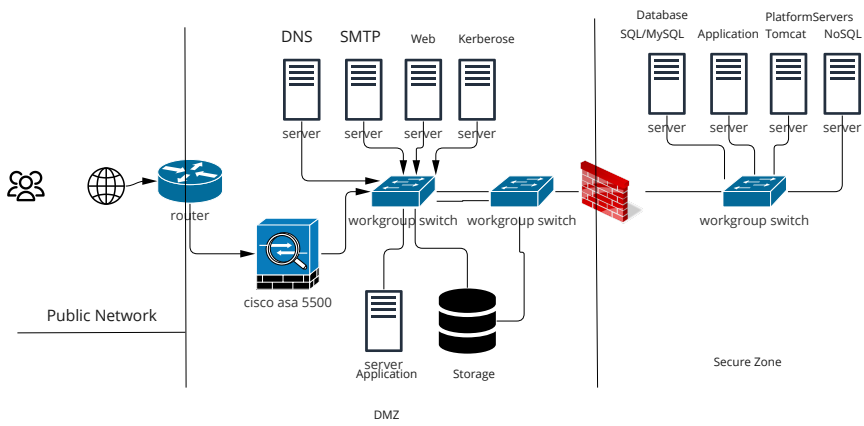 Database
PlatformServers
DNS
SMTP
Web
Kerberose
SQL/MySQL
Application
Tomcat
NoSQL
server
server
server
server
server
server
server
server
router
workgroup switch
workgroup switch
workgroup switch
cisco asa 5500
Public Network
server
Application
Storage
Secure Zone
DMZ